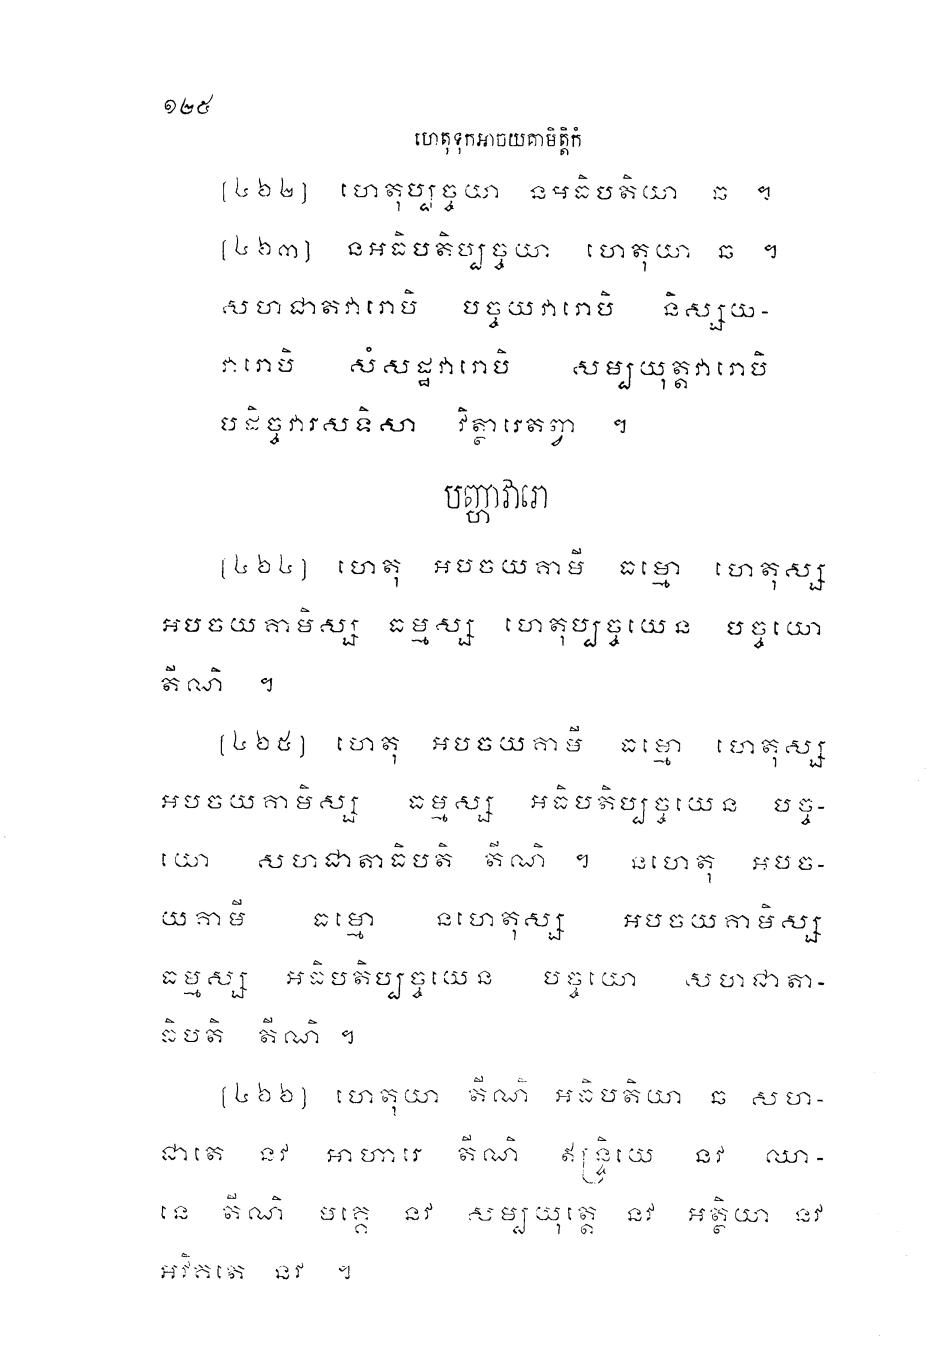 ១២៥
ហេតុទុកអាចយគាមិត្តិកំ
(៤៦២) ហេតុប្បច្ចយា នអធិបតិយា ឆ ។
(៤៦៣) នអធិបតិប្បច្ចយា ហេតុយា ឆ ។
សហជាតវារោបិ បច្ចយវារោបិ និស្សយ-
វារោបិ សំសដ្ឋវារោបិ សម្បយុត្តវារោបិ
បដិច្ចវារសទិសា វិត្ថារេតព្វា ។
បញ្ហាវារោ
(៤៦៤) ហេតុ អបចយគាមី ធម្មោ ហេតុស្ស
អបចយគាមិស្ស ធម្មស្ស ហេតុប្បច្ចយេន បច្ចយោ
តីណិ ។
(៤៦៥) ហេតុ អបចយគាមី ធម្មោ ហេតុស្ស
អបចយគាមិស្ស ធម្មស្ស អធិបតិប្បច្ចយេន បច្ច-
យោ សហជាតាធិបតិ តីណិ ។ នហេតុ អបច-
យគាមី ធម្មោ នហេតុស្ស អបចយគាមិស្ស
ធម្មស្ស អធិបតិប្បច្ចយេន បច្ចយោ សហជាតា-
ធិបតិ តីណិ ។
(៤៦៦) ហេតុយា តីណិ អធិបតិយា ឆ សហ-
ជាតេ នវ អាហារេ តីណិ ឥន្ទ្រិយេ នវ ឈា-
នេ តីណិ មគ្គេ នវ សម្បយុត្តេ នវ អត្ថិយា នវ
អវិគតេ នវ ។